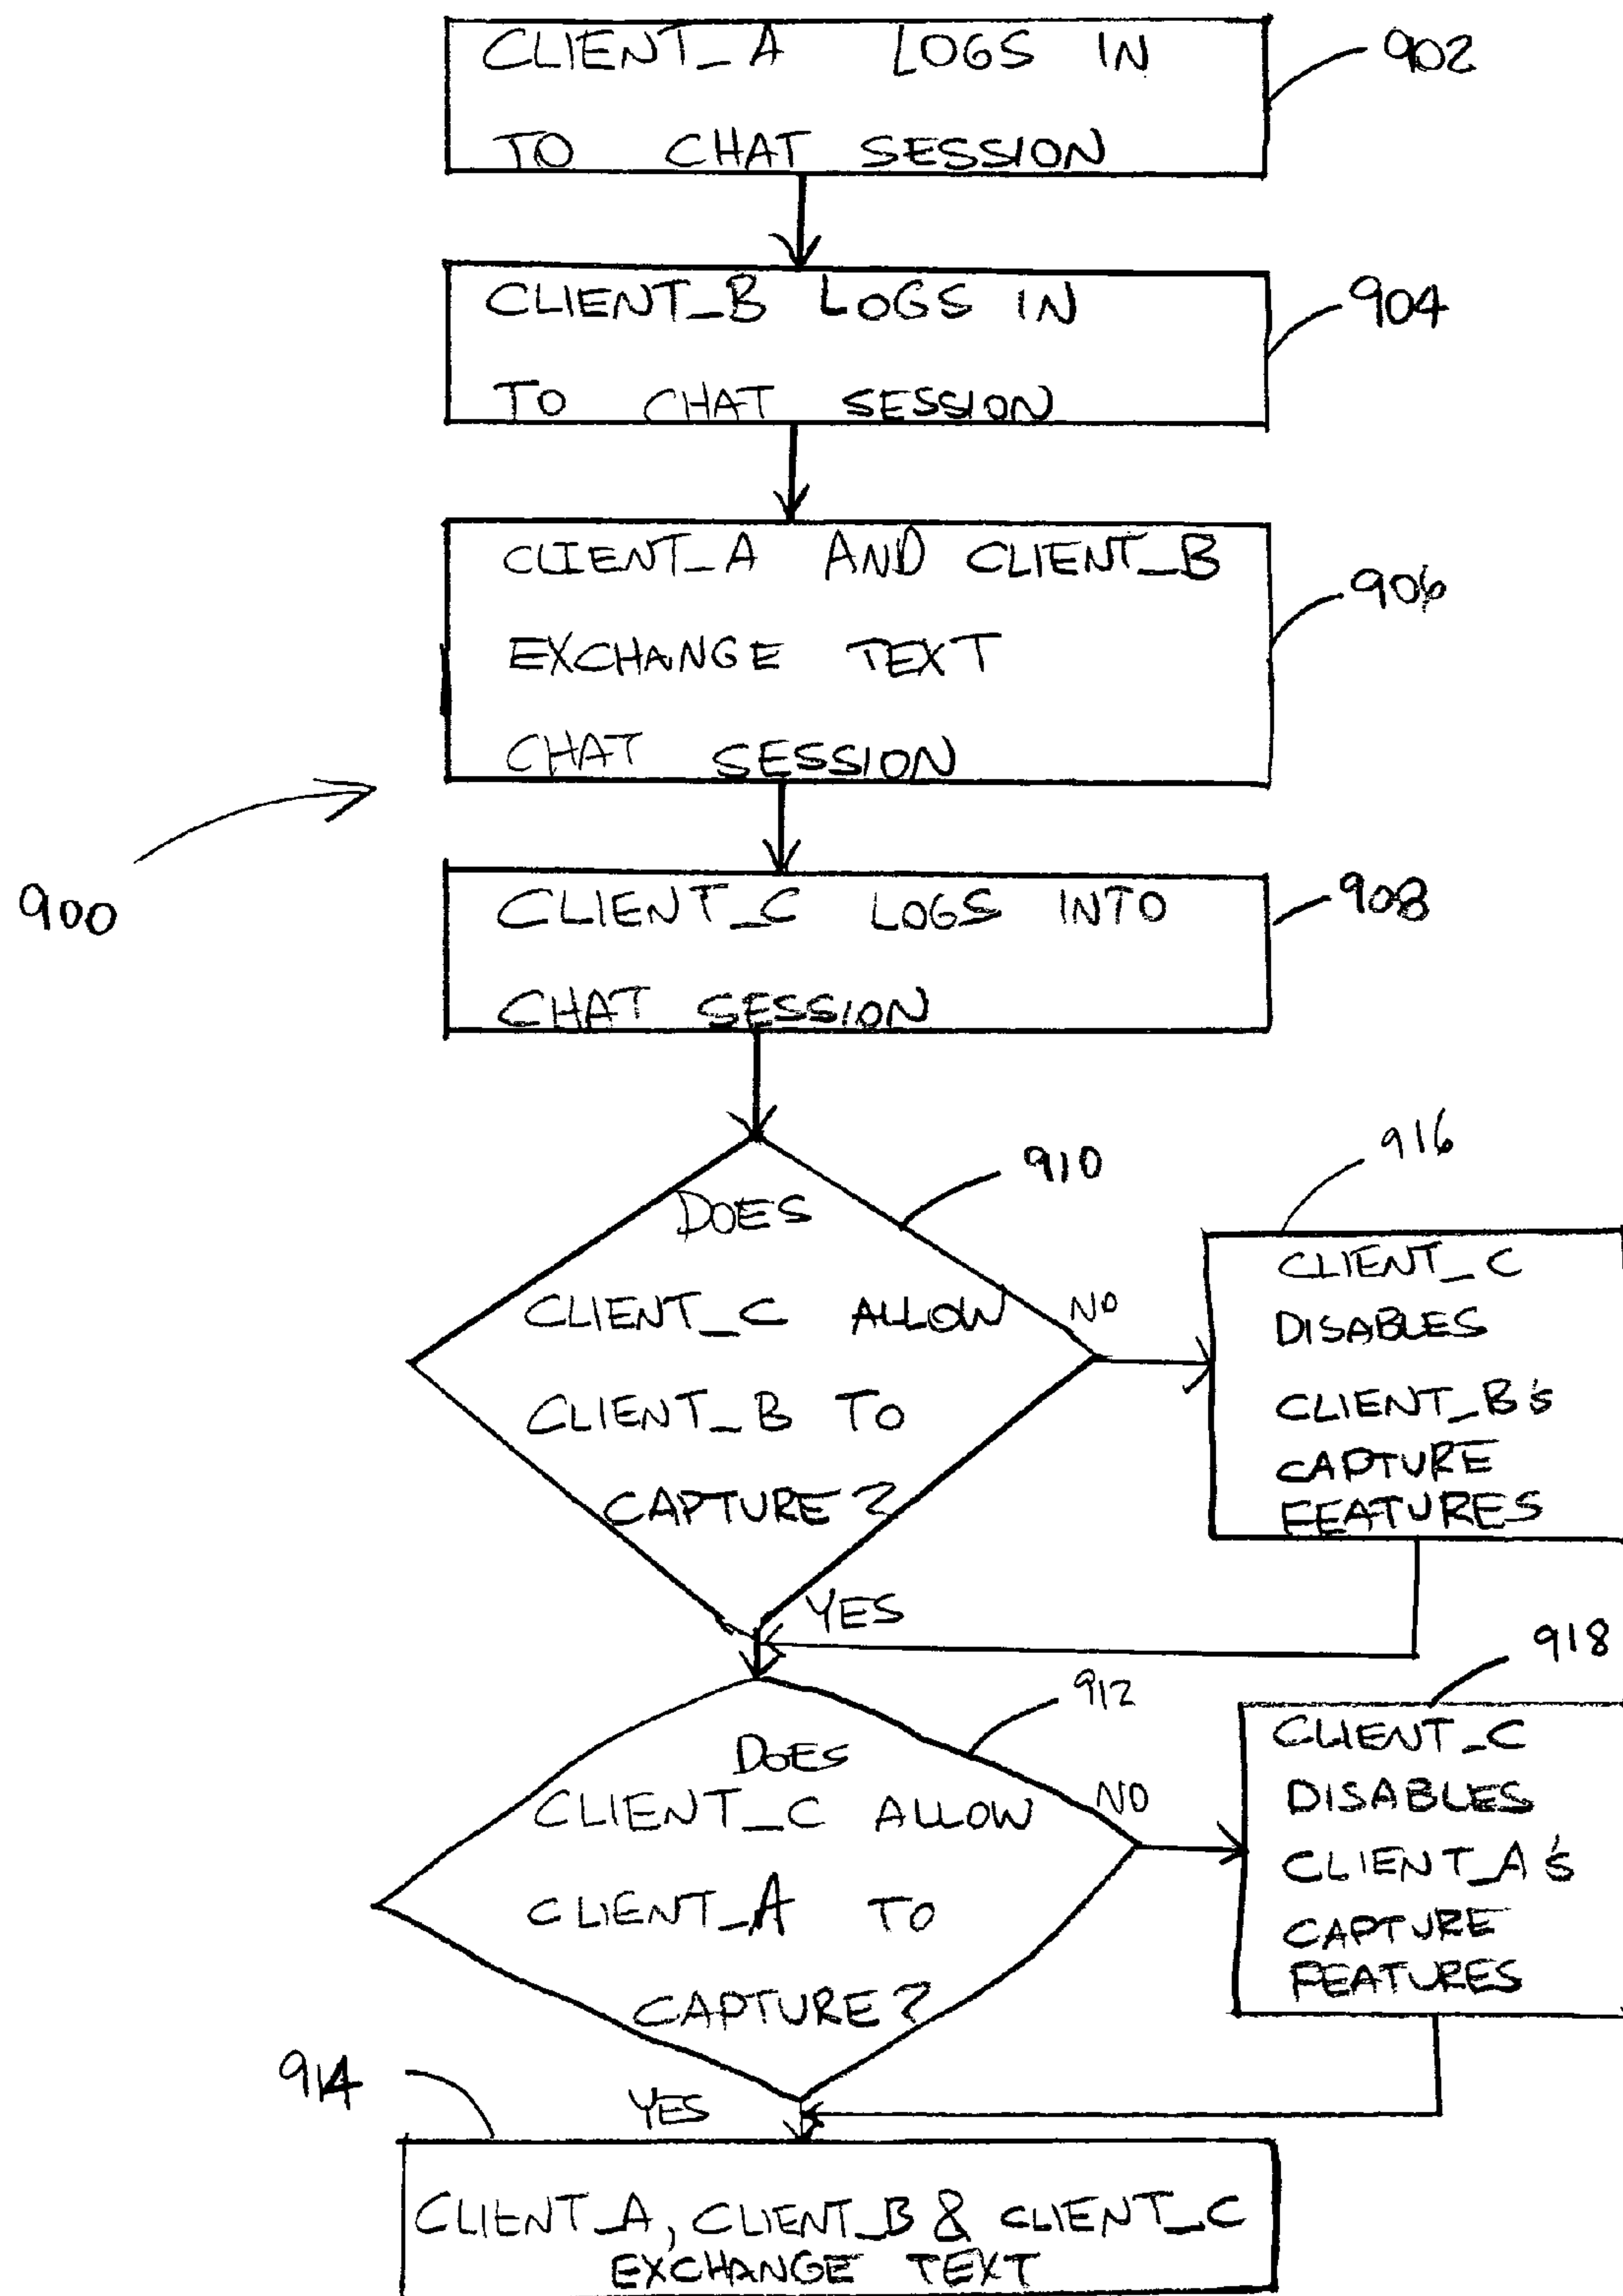 CLIENT_A LOGS IN
TO CHAT SESSION
902
CLIENT_B LOGS IN
TO CHAT SESSION
904
CLIENT_A AND CLIENT_B
EXCHANGE TEXT
CHAT SESSION
906
900
CLIENT_C LOGS INTO
CHAT SESSION
908
910
DOES
CLIENT_C ALLOW
CLIENT_B TO
CAPTURE?
NO
YES
916
CLIENT_C
DISABLES
CLIENT_B's
CAPTURE
FEATURES
912
DOES
CLIENT_C ALLOW
CLIENT_A TO
CAPTURE?
NO
YES
918
CLIENT_C
DISABLES
CLIENT_A's
CAPTURE
FEATURES
914
CLIENT_A, CLIENT_B & CLIENT_C
EXCHANGE TEXT